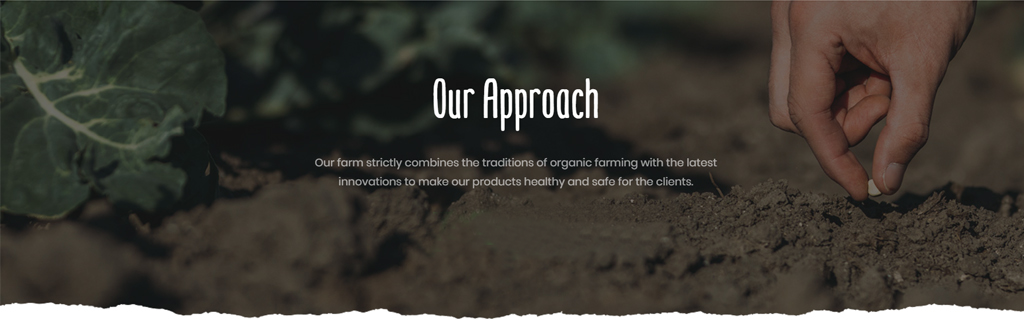 Our Approach
Our farm strictly combines the traditions of organic farming with the latest
innovations to make our products healthy and safe for the clients.